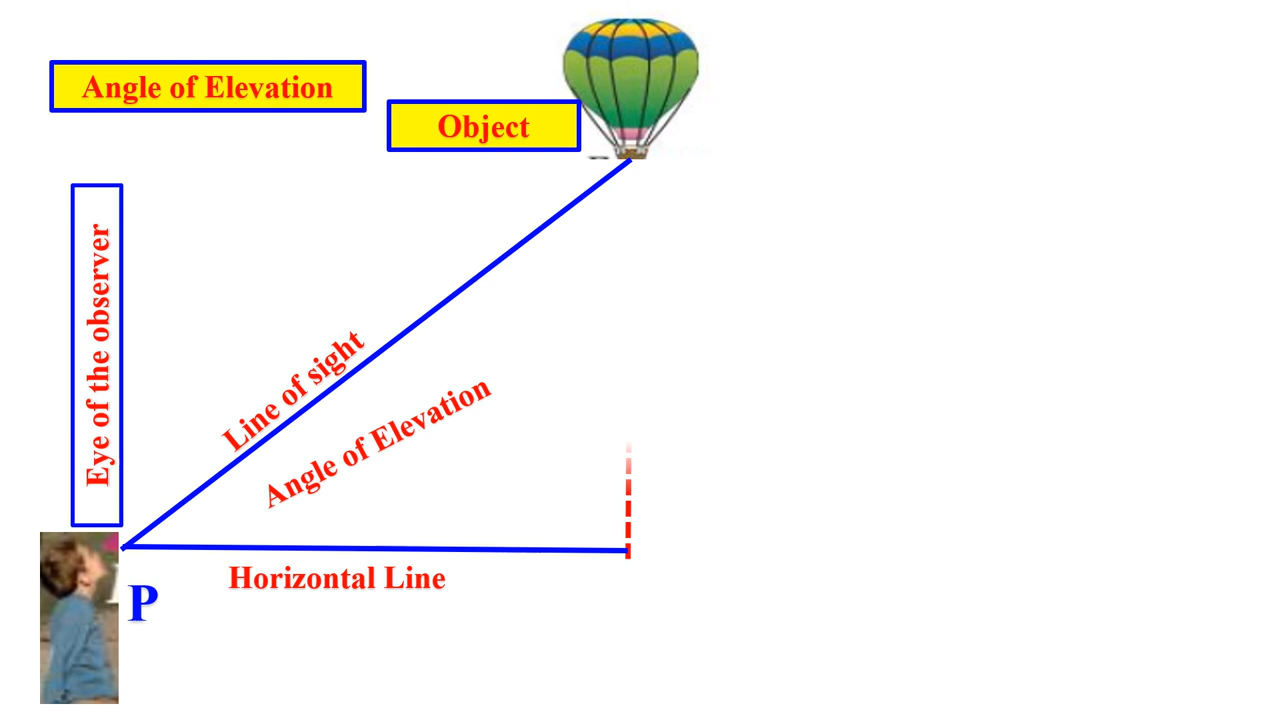 Angle of Elevation
Object
Eye of the observer
Line of sight
Angle of Elevation
Horizontal Line
P